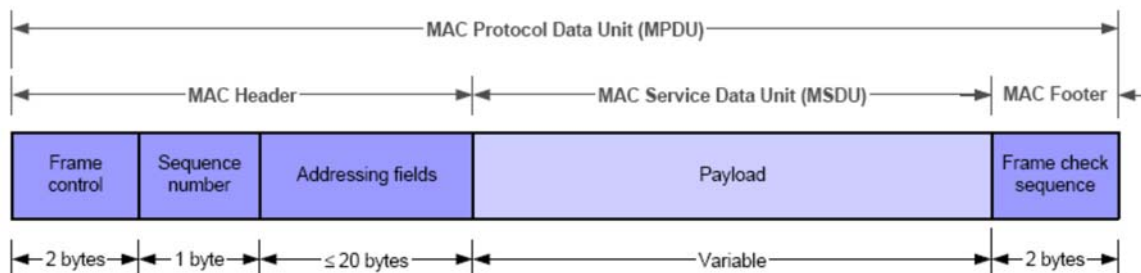 MAC Protocol Data Unit (MPDU)
MAC Header MAC Service Data Unit (MSDU) MAC Footer
Frame control Sequence number Addressing fields Payload Frame check sequence
2 bytes 1 byte ≤ 20 bytes Variable 2 bytes